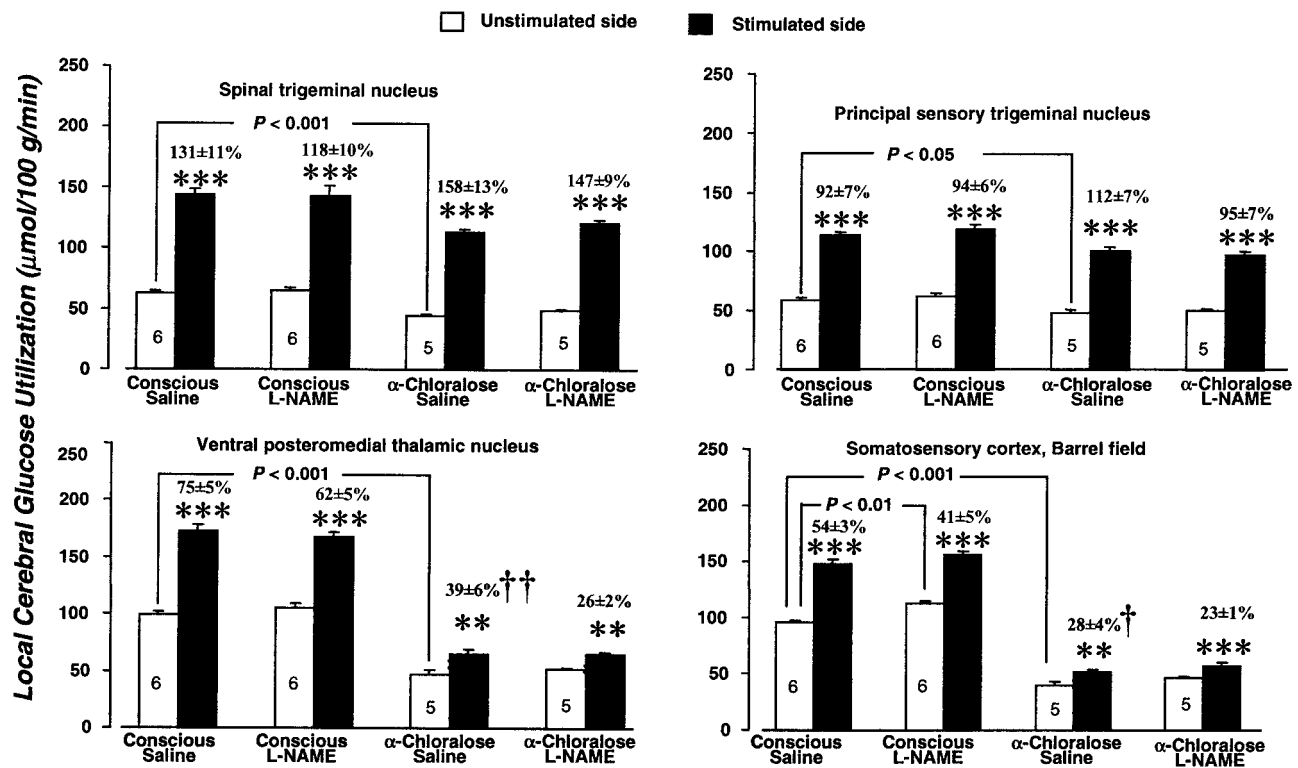 Unstimulated side
Stimulated side
Local Cerebral Glucose Utilization (μmol/100 g/min)
Spinal trigeminal nucleus
P < 0.001
250
200
150
100
50
0
131±11%
***
118±10%
***
158±13%
***
147±9%
***
6
6
5
5
Conscious Saline
Conscious L-NAME
α-Chloralose Saline
α-Chloralose L-NAME
Principal sensory trigeminal nucleus
P < 0.05
250
200
150
100
50
0
92±7%
***
94±6%
***
112±7%
***
95±7%
***
6
6
5
5
Conscious Saline
Conscious L-NAME
α-Chloralose Saline
α-Chloralose L-NAME
Ventral posteromedial thalamic nucleus
P < 0.001
250
200
150
100
50
0
75±5%
***
62±5%
***
39±6%††
**
26±2%
**
6
6
5
5
Conscious Saline
Conscious L-NAME
α-Chloralose Saline
α-Chloralose L-NAME
Somatosensory cortex, Barrel field
P < 0.001
P < 0.01
250
200
150
100
50
0
54±3%
***
41±5%
***
28±4%†
**
23±1%
***
6
6
5
5
Conscious Saline
Conscious L-NAME
α-Chloralose Saline
α-Chloralose L-NAME